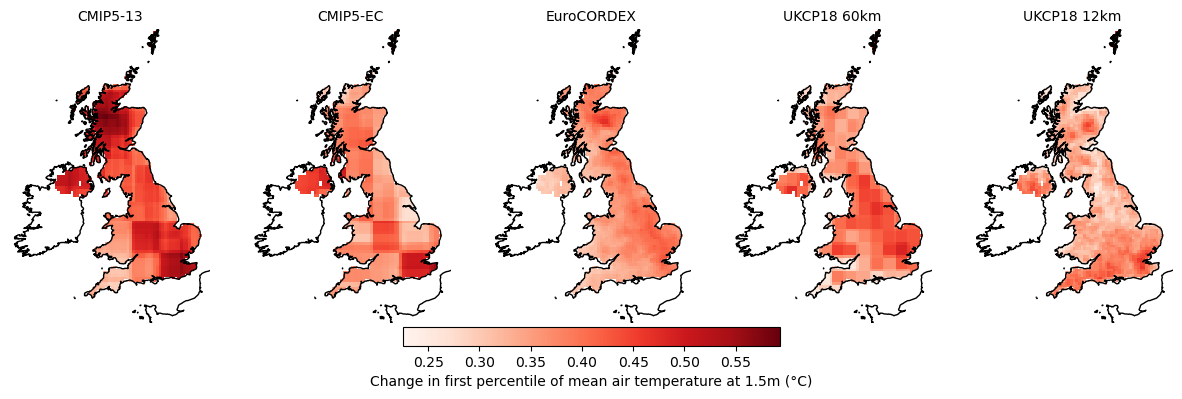 CMIP5-13 CMIP5-EC EuroCORDEX UKCP18 60km UKCP18 12km
0.25 0.30 0.35 0.40 0.45 0.50 0.55
Change in first percentile of mean air temperature at 1.5m (°C)